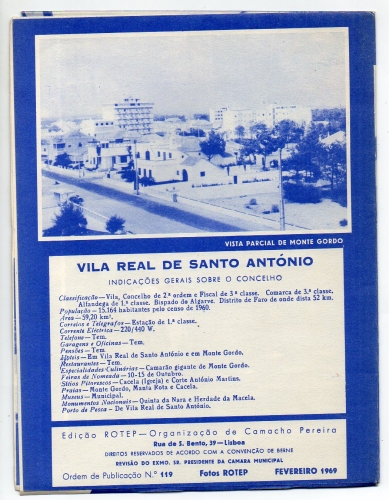 VISTA PARCIAL DE MONTE GORDO
VILA REAL DE SANTO ANTÓNIO
INDICAÇÕES GERAIS SOBRE O CONCELHO
Classificação — Vila, Concelho de 2.ª ordem e Fiscal de 3.ª classe. Comarca de 3.ª classe,
Alfandega de 1.ª classe. Bispado do Algarve. Distrito de Faro de onde dista 52 km.
População — 15.164 habitantes pelo censo de 1960.
Área — 59,20 km².
Correios e Telegrafos — Estação de 1.ª classe.
Corrente Electrica — 220/440 W.
Telefone — Tem.
Garagens e Oficinas — Tem.
Pensões — Tem
Hoteis — Em Vila Real de Santo António e em Monte Gordo.
Restaurantes — Tem.
Especialidades Culinárias — Camarão gigante de Monte Gordo.
Feiras de Nomeada — 10-15 de Outubro.
Sitios Pitorescos — Cacela (Igreja) e Corte António Martins.
Praias — Monte Gordo, Manta Rota e Cacela.
Museus — Municipal.
Monumentos Nacionais — Quinta da Nara e Herdade da Macela.
Porto de Pesca — De Vila Real de Santo António.
Edição ROTEP — Organização de Camacho Pereira
Rua de S. Bento, 39 — Lisboa
DIREITOS RESERVADOS DE ACORDO COM A CONVENÇÃO DE BERNE
REVISÃO DO EXMO. SR. PRESIDENTE DA CAMARA MUNICIPAL
Ordem de Publicação N.º 119 Fotos ROTEP FEVEREIRO 1969